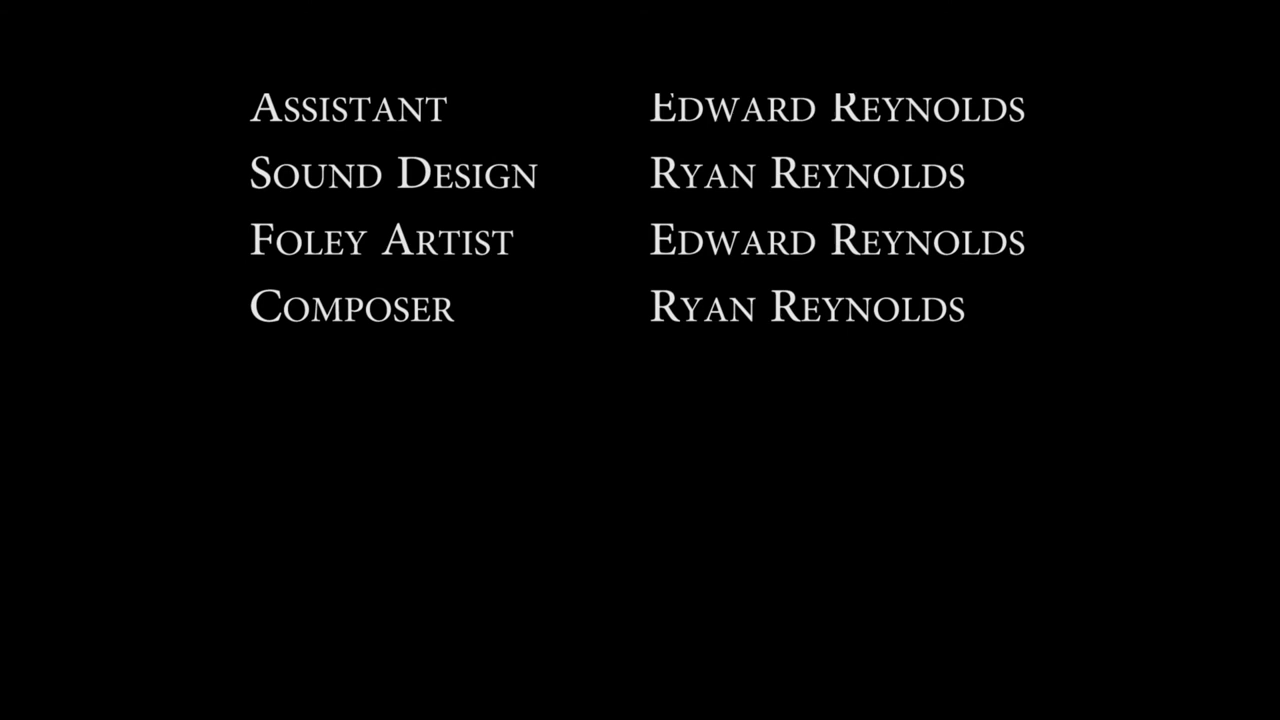 Assistant Edward Reynolds
Sound Design Ryan Reynolds
Foley Artist Edward Reynolds
Composer Ryan Reynolds